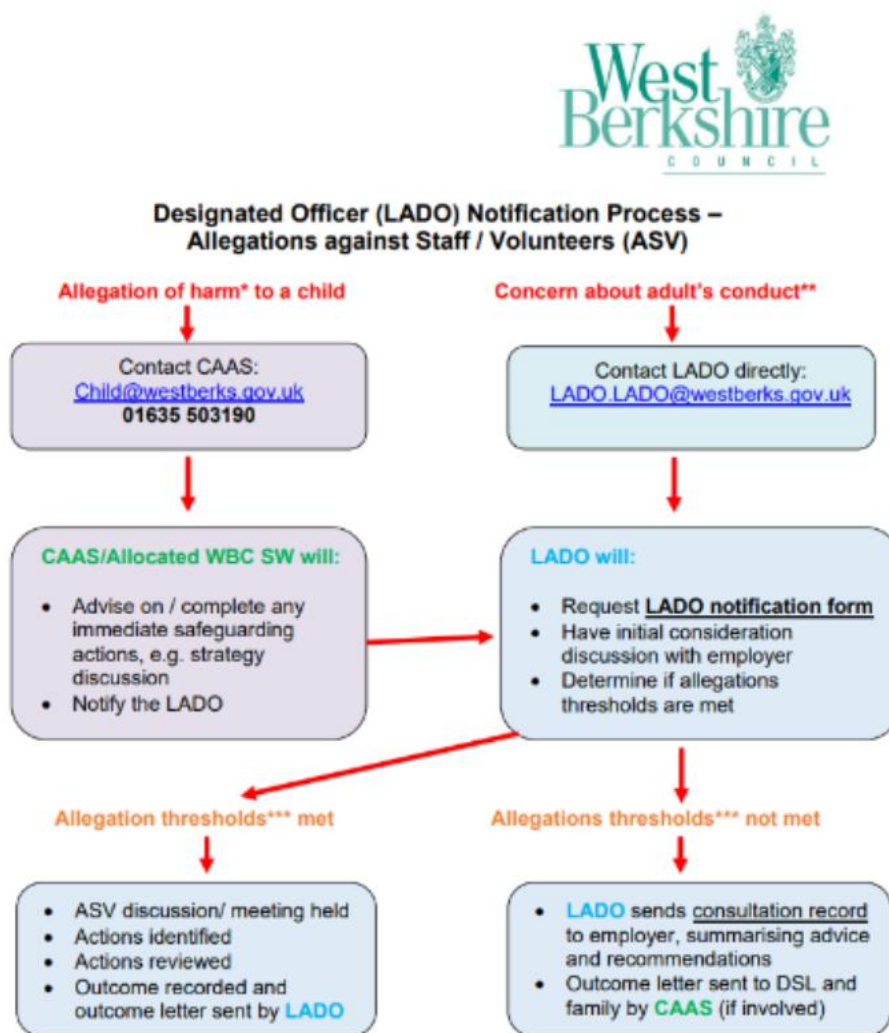 West
Berkshire
COUNCIL
Designated Officer (LADO) Notification Process –
Allegations against Staff / Volunteers (ASV)
Allegation of harm* to a child
Contact CAAS:
Child@westberks.gov.uk
01635 503190
CAAS/Allocated WBC SW will:
• Advise on / complete any
immediate safeguarding
actions, e.g. strategy
discussion
• Notify the LADO
Concern about adult's conduct**
Contact LADO directly:
LADO.LADO@westberks.gov.uk
LADO will:
• Request LADO notification form
• Have initial consideration
discussion with employer
• Determine if allegations
thresholds are met
Allegation thresholds*** met
• ASV discussion/ meeting held
• Actions identified
• Actions reviewed
• Outcome recorded and
outcome letter sent by LADO
Allegations thresholds*** not met
• LADO sends consultation record
to employer, summarising advice
and recommendations
• Outcome letter sent to DSL and
family by CAAS (if involved)